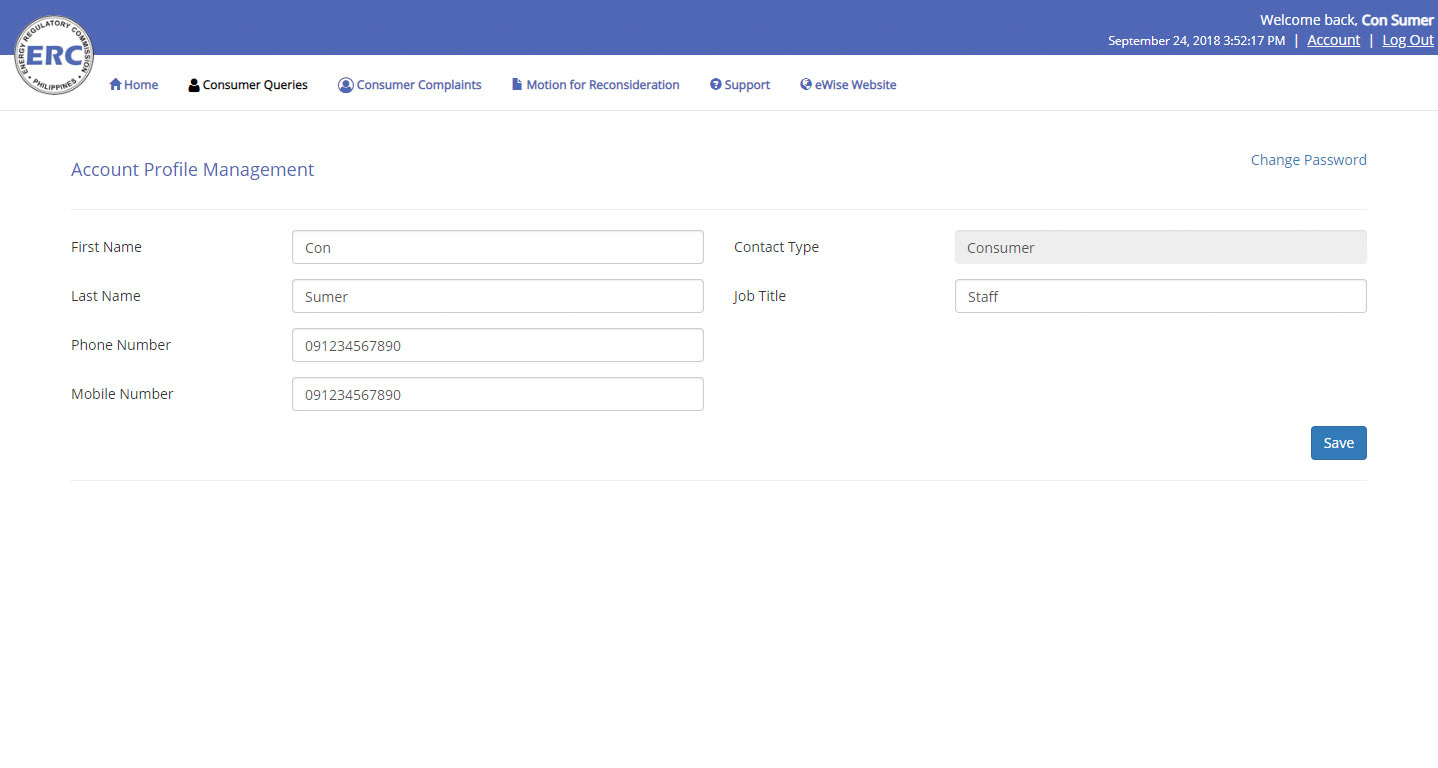 Welcome back, Con Sumer
September 24, 2018 3:52:17 PM | Account | Log Out
ENERGY REGULATORY COMMISSION
ERC
PHILIPPINES
Home Consumer Queries Consumer Complaints Motion for Reconsideration Support eWise Website
Account Profile Management Change Password
First Name Con Contact Type Consumer
Last Name Sumer Job Title Staff
Phone Number 091234567890
Mobile Number 091234567890
Save